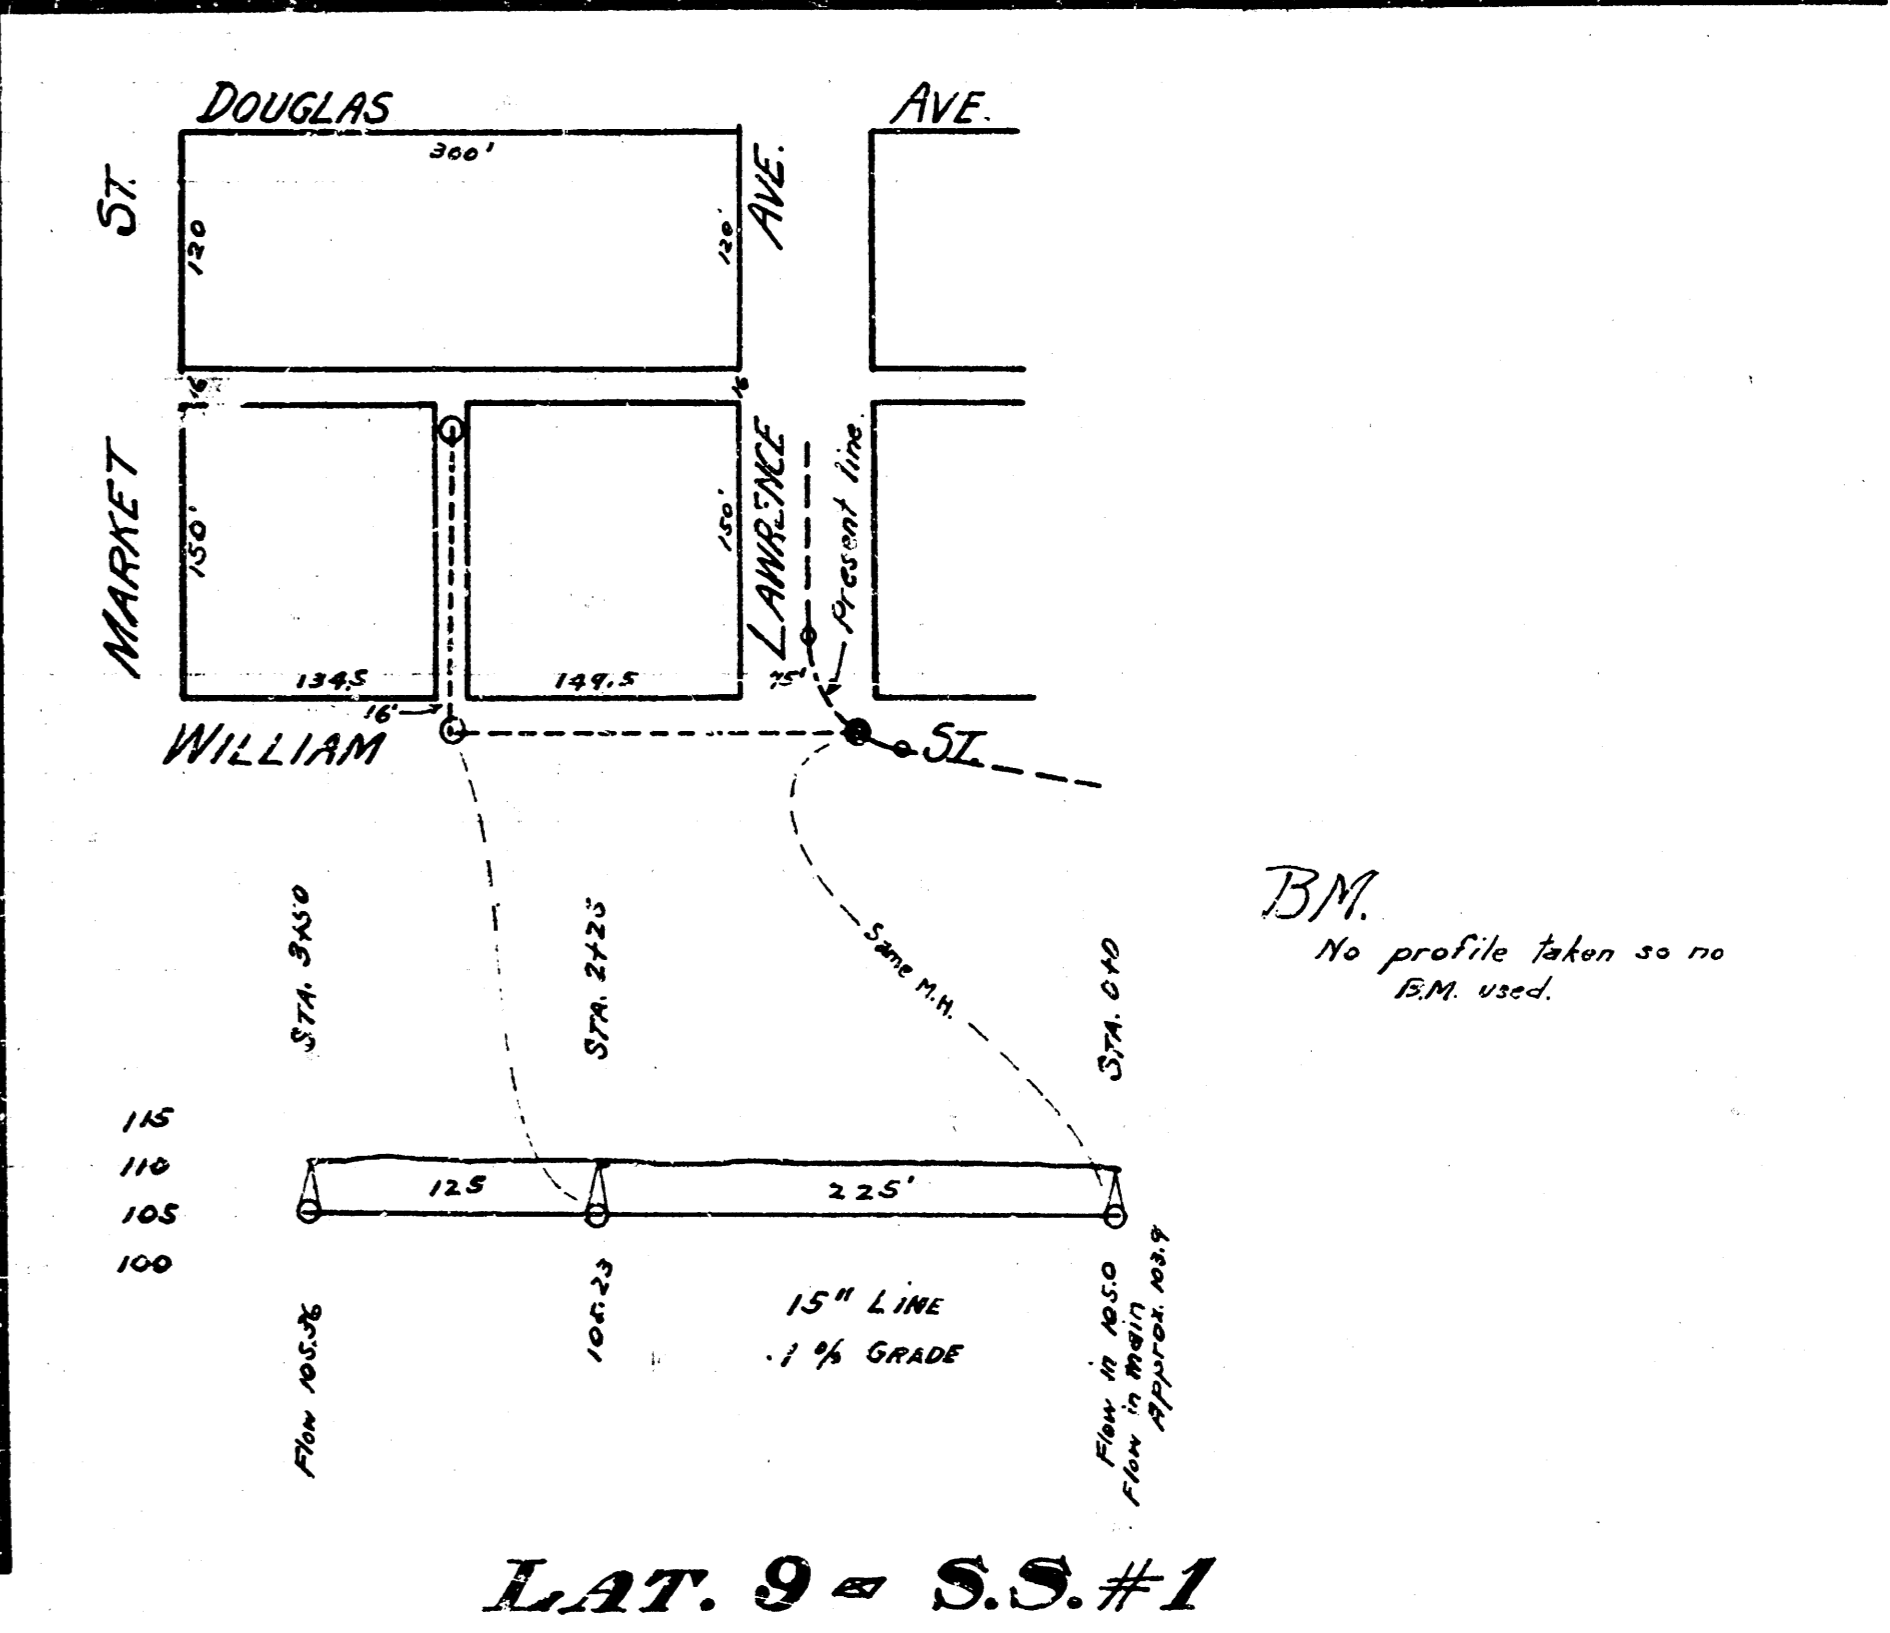 DOUGLAS AVE.
300'
ST.
AVE.
120
120'
16
16
MARKET
LAWRENCE
Present line.
150'
150'
134.5
149.5
75'
16'
WILLIAM ST.
BM.
No profile taken so no
B.M. used.
STA. 3+50
STA. 2+25
Same M.H.
STA. 0+0
115
110
105
100
125
225'
Flow 105.36
105.23
15" LINE
.1 % GRADE
Flow in 105.0
Flow in main
Approx. 103.9
LAT. 9 - S.S. #1